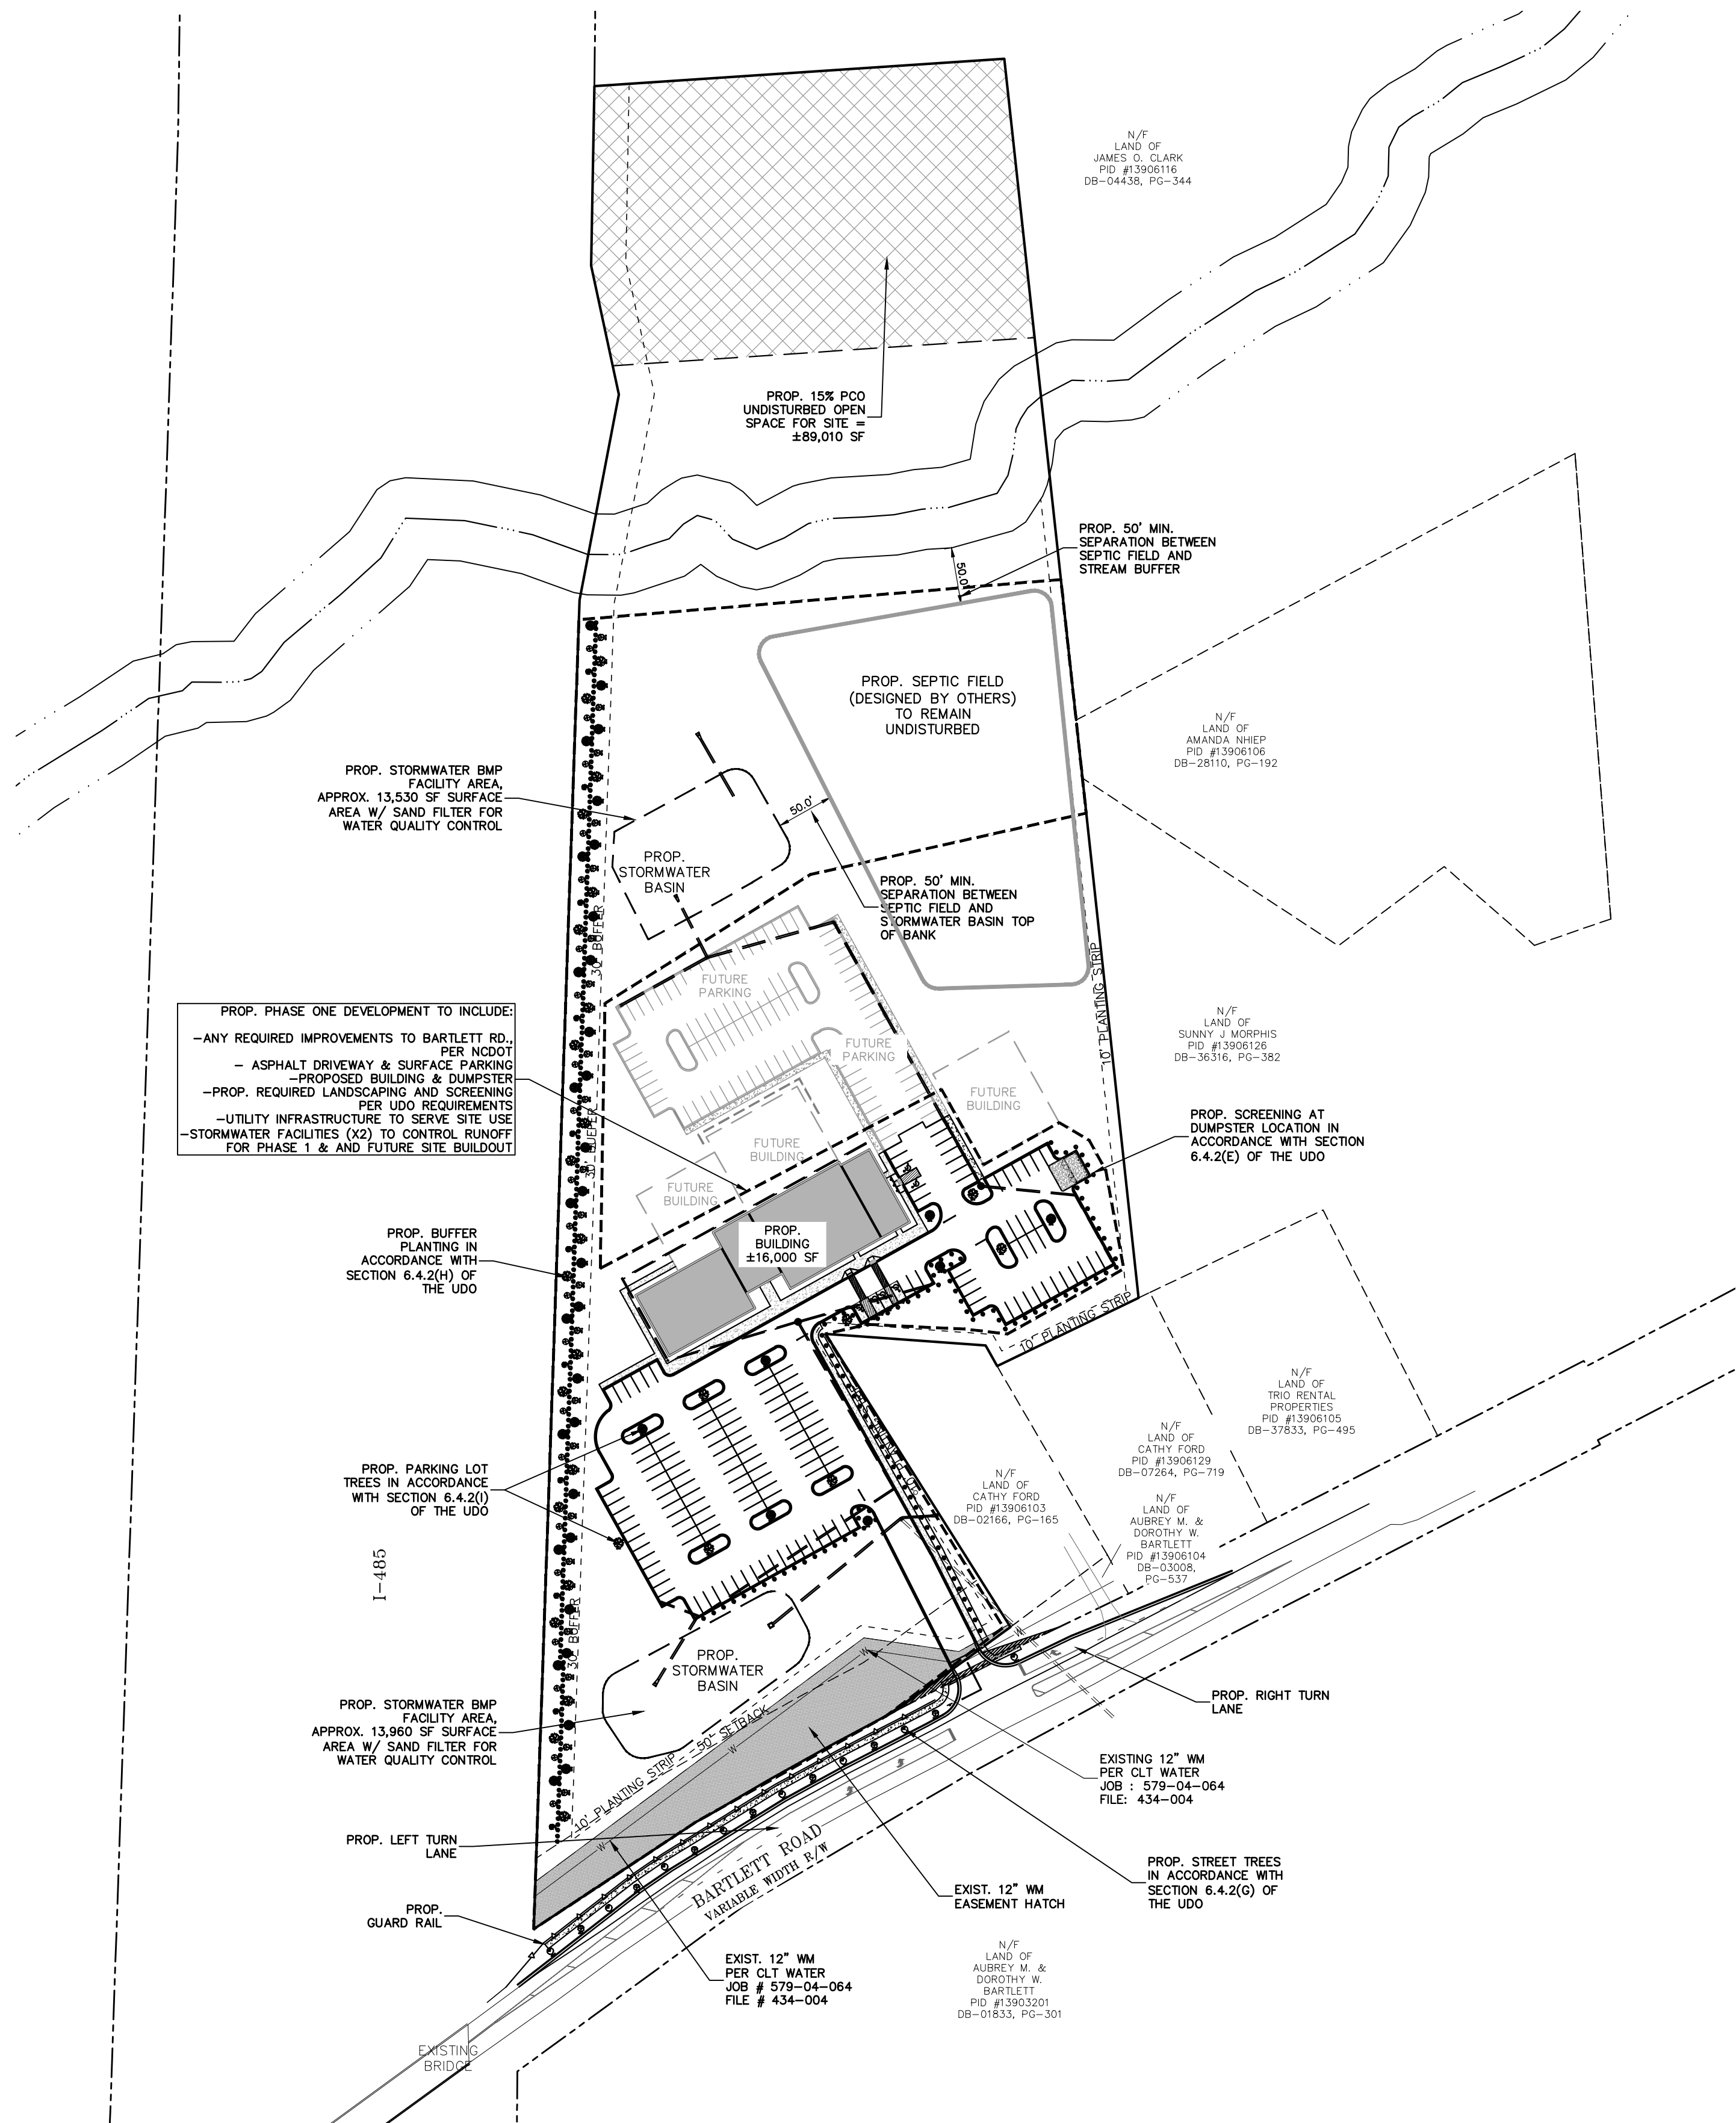 N/F
LAND OF
JAMES O. CLARK
PID #13906116
DB-04438, PG-344
PROP. 15% PCO
UNDISTURBED OPEN
SPACE FOR SITE =
±89,010 SF
PROP. 50' MIN.
SEPARATION BETWEEN
SEPTIC FIELD AND
STREAM BUFFER
50.0'
PROP. SEPTIC FIELD
(DESIGNED BY OTHERS)
TO REMAIN
UNDISTURBED
N/F
LAND OF
AMANDA NHIEP
PID #13906106
DB-28110, PG-192
PROP. STORMWATER BMP
FACILITY AREA,
APPROX. 13,530 SF SURFACE
AREA W/ SAND FILTER FOR
WATER QUALITY CONTROL
50.0'
PROP.
STORMWATER
BASIN
PROP. 50' MIN.
SEPARATION BETWEEN
SEPTIC FIELD AND
STORMWATER BASIN TOP
OF BANK
30' BUFFER
10' PLANTING STRIP
FUTURE
PARKING
FUTURE
PARKING
N/F
LAND OF
SUNNY J MORPHIS
PID #13906126
DB-36316, PG-382
PROP. PHASE ONE DEVELOPMENT TO INCLUDE:
-ANY REQUIRED IMPROVEMENTS TO BARTLETT RD.,
PER NCDOT
- ASPHALT DRIVEWAY & SURFACE PARKING
-PROPOSED BUILDING & DUMPSTER
-PROP. REQUIRED LANDSCAPING AND SCREENING
PER UDO REQUIREMENTS
-UTILITY INFRASTRUCTURE TO SERVE SITE USE
-STORMWATER FACILITIES (X2) TO CONTROL RUNOFF
FOR PHASE 1 & AND FUTURE SITE BUILDOUT
30' BUFFER
FUTURE
BUILDING
FUTURE
BUILDING
FUTURE
BUILDING
PROP. SCREENING AT
DUMPSTER LOCATION IN
ACCORDANCE WITH SECTION
6.4.2(E) OF THE UDO
PROP.
BUILDING
±16,000 SF
PROP. BUFFER
PLANTING IN
ACCORDANCE WITH
SECTION 6.4.2(H) OF
THE UDO
10' PLANTING STRIP
N/F
LAND OF
TRIO RENTAL
PROPERTIES
PID #13906105
DB-37833, PG-495
N/F
LAND OF
CATHY FORD
PID #13906129
DB-07264, PG-719
N/F
LAND OF
CATHY FORD
PID #13906103
DB-02166, PG-165
N/F
LAND OF
AUBREY M. &
DOROTHY W.
BARTLETT
PID #13906104
DB-03008,
PG-537
PROP. PARKING LOT
TREES IN ACCORDANCE
WITH SECTION 6.4.2(I)
OF THE UDO
I-485
30' BUFFER
PROP.
STORMWATER
BASIN
PROP. STORMWATER BMP
FACILITY AREA,
APPROX. 13,960 SF SURFACE
AREA W/ SAND FILTER FOR
WATER QUALITY CONTROL
10' PLANTING STRIP
50' SETBACK
W
W
W
W
PROP. RIGHT TURN
LANE
EXISTING 12" WM
PER CLT WATER
JOB : 579-04-064
FILE: 434-004
PROP. LEFT TURN
LANE
BARTLETT ROAD
VARIABLE WIDTH R/W
PROP. STREET TREES
IN ACCORDANCE WITH
SECTION 6.4.2(G) OF
THE UDO
EXIST. 12" WM
EASEMENT HATCH
PROP.
GUARD RAIL
EXIST. 12" WM
PER CLT WATER
JOB # 579-04-064
FILE # 434-004
N/F
LAND OF
AUBREY M. &
DOROTHY W.
BARTLETT
PID #13903201
DB-01833, PG-301
EXISTING
BRIDGE